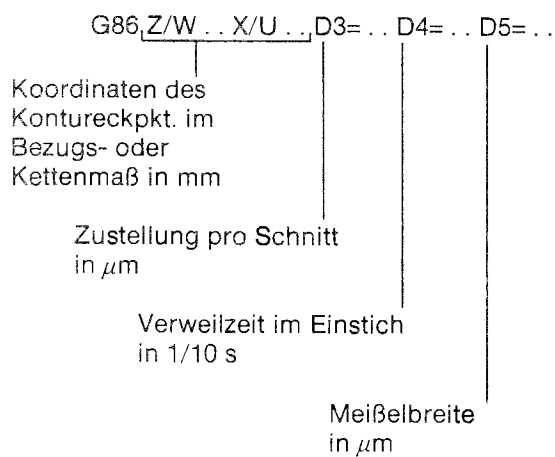 G86 Z/W . . X/U . . D3= . . D4= . . D5= . .
Koordinaten des
Kontureckpkt. im
Bezugs- oder
Kettenmaß in mm
Zustellung pro Schnitt
in μm
Verweilzeit im Einstich
in 1/10 s
Meißelbreite
in μm